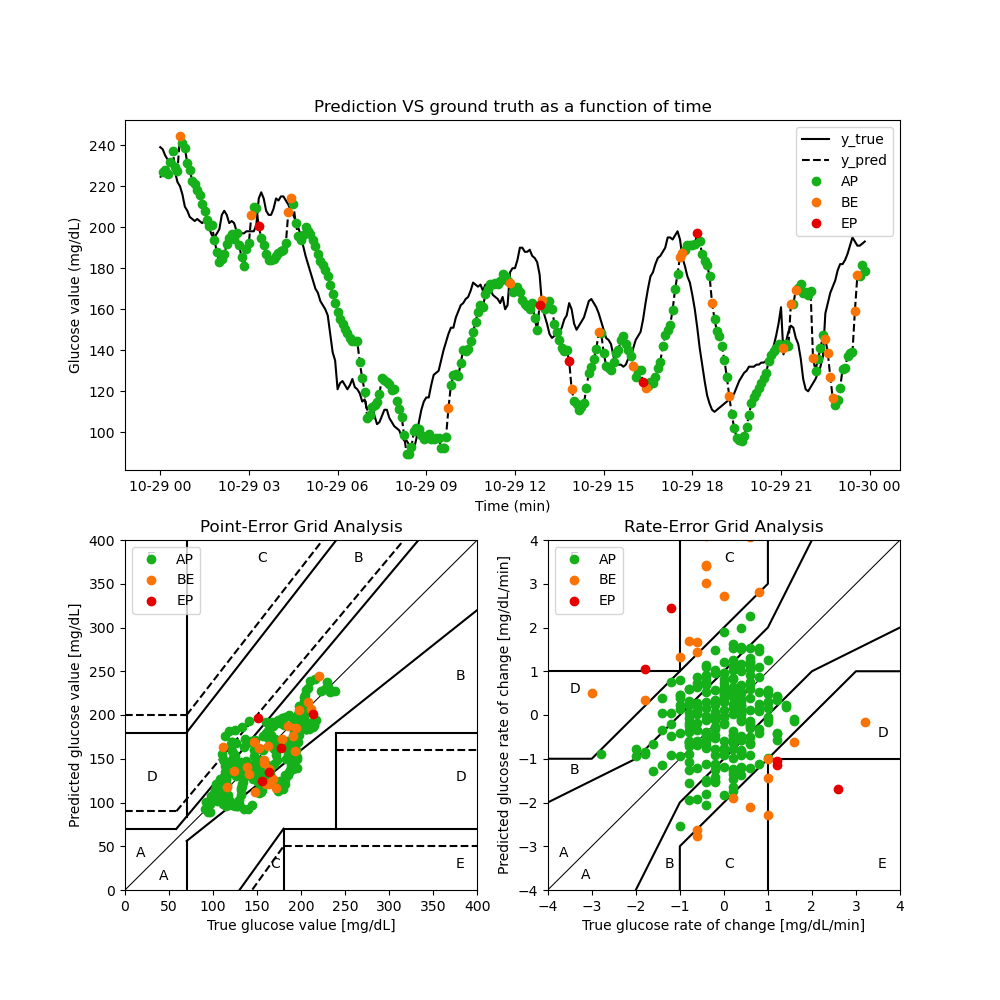 Prediction VS ground truth as a function of time
Glucose value (mg/dL)
240
220
200
180
160
140
120
100
y_true
y_pred
AP
BE
EP
10-29 00 10-29 03 10-29 06 10-29 09 10-29 12 10-29 15 10-29 18 10-29 21 10-30 00
Time (min)
Point-Error Grid Analysis
Predicted glucose value [mg/dL]
400
350
300
250
200
150
100
50
0
AP
BE
EP
C
B
B
D
D
A
A
C
E
0 50 100 150 200 250 300 350 400
True glucose value [mg/dL]
Rate-Error Grid Analysis
Predicted glucose rate of change [mg/dL/min]
4
3
2
1
0
−1
−2
−3
−4
AP
BE
EP
C
D
D
B
A
A
B
C
E
−4 −3 −2 −1 0 1 2 3 4
True glucose rate of change [mg/dL/min]